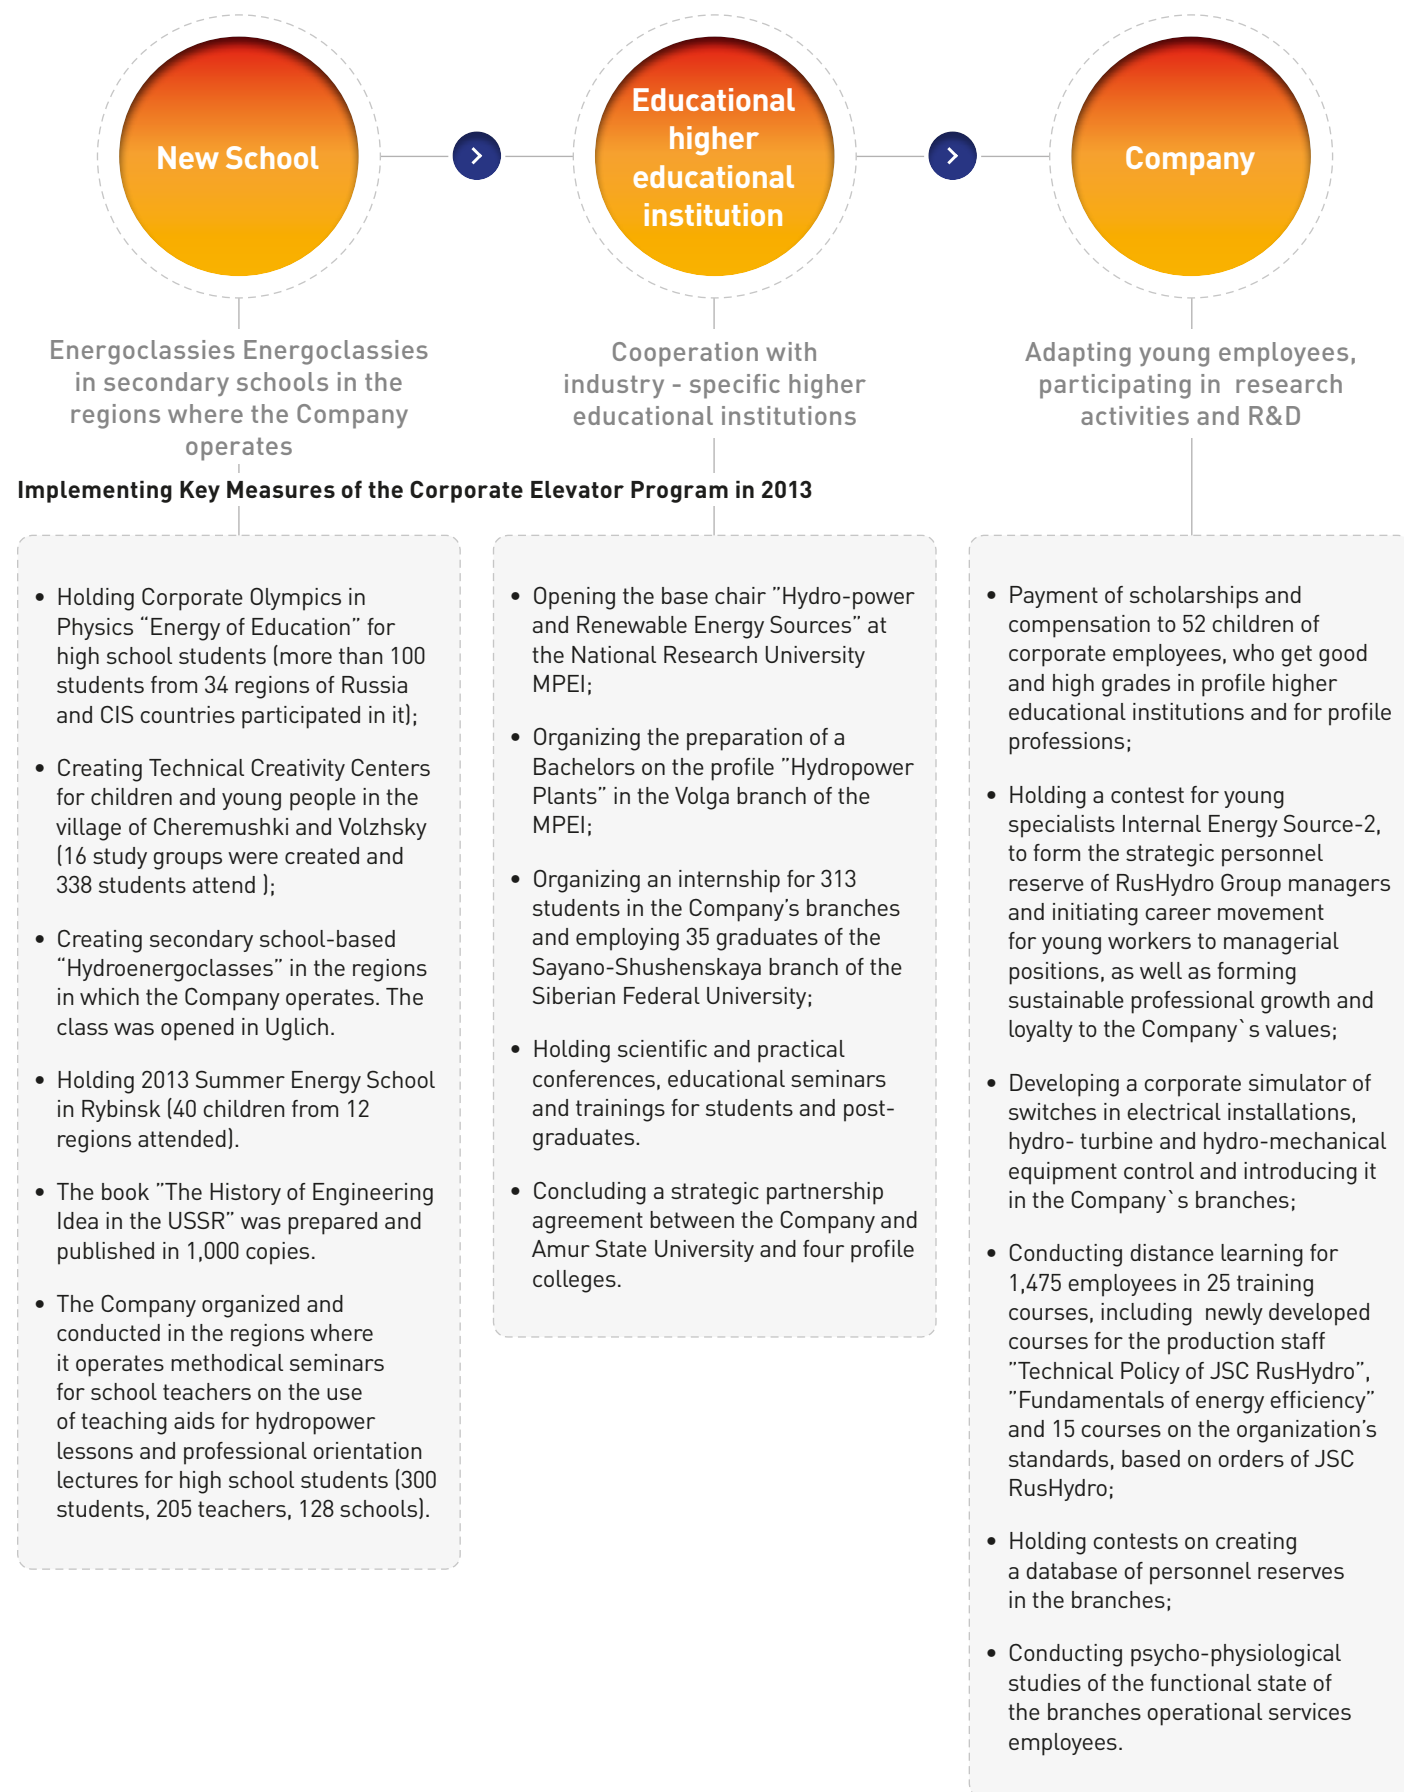 New School
Educational
higher
educational
institution
Company
Energoclassies Energoclassies
in secondary schools in the
regions where the Company
operates
Cooperation with
industry - specific higher
educational institutions
Adapting young employees,
participating in research
activities and R&D
Implementing Key Measures of the Corporate Elevator Program in 2013
• Holding Corporate Olympics in
Physics “Energy of Education” for
high school students (more than 100
students from 34 regions of Russia
and CIS countries participated in it);
• Creating Technical Creativity Centers
for children and young people in the
village of Cheremushki and Volzhsky
(16 study groups were created and
338 students attend );
• Creating secondary school-based
“Hydroenergoclasses” in the regions
in which the Company operates. The
class was opened in Uglich.
• Holding 2013 Summer Energy School
in Rybinsk (40 children from 12
regions attended).
• The book ”The History of Engineering
Idea in the USSR” was prepared and
published in 1,000 copies.
• The Company organized and
conducted in the regions where
it operates methodical seminars
for school teachers on the use
of teaching aids for hydropower
lessons and professional orientation
lectures for high school students (300
students, 205 teachers, 128 schools).
• Opening the base chair ”Hydro-power
and Renewable Energy Sources” at
the National Research University
MPEI;
• Organizing the preparation of a
Bachelors on the profile ”Hydropower
Plants” in the Volga branch of the
MPEI;
• Organizing an internship for 313
students in the Company’s branches
and employing 35 graduates of the
Sayano-Shushenskaya branch of the
Siberian Federal University;
• Holding scientific and practical
conferences, educational seminars
and trainings for students and post-
graduates.
• Concluding a strategic partnership
agreement between the Company and
Amur State University and four profile
colleges.
• Payment of scholarships and
compensation to 52 children of
corporate employees, who get good
and high grades in profile higher
educational institutions and for profile
professions;
• Holding a contest for young
specialists Internal Energy Source-2,
to form the strategic personnel
reserve of RusHydro Group managers
and initiating career movement
for young workers to managerial
positions, as well as forming
sustainable professional growth and
loyalty to the Company`s values;
• Developing a corporate simulator of
switches in electrical installations,
hydro- turbine and hydro-mechanical
equipment control and introducing it
in the Company`s branches;
• Conducting distance learning for
1,475 employees in 25 training
courses, including newly developed
courses for the production staff
”Technical Policy of JSC RusHydro”,
”Fundamentals of energy efficiency”
and 15 courses on the organization’s
standards, based on orders of JSC
RusHydro;
• Holding contests on creating
a database of personnel reserves
in the branches;
• Conducting psycho-physiological
studies of the functional state of
the branches operational services
employees.